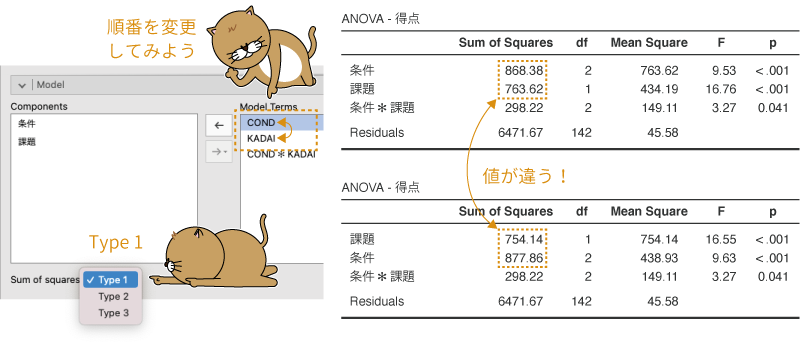 順番を変更
してみよう
Model
Components
条件
課題
Model Terms
COND
KADAI
COND ✻ KADAI
Type 1
Sum of squares
✓ Type 1
Type 2
Type 3
ANOVA - 得点
Sum of Squares df Mean Square F p
条件 868.38 2 763.62 9.53 < .001
課題 763.62 1 434.19 16.76 < .001
条件 ✻ 課題 298.22 2 149.11 3.27 0.041
Residuals 6471.67 142 45.58
値が違う！
ANOVA - 得点
Sum of Squares df Mean Square F p
課題 754.14 1 754.14 16.55 < .001
条件 877.86 2 438.93 9.63 < .001
条件 ✻ 課題 298.22 2 149.11 3.27 0.041
Residuals 6471.67 142 45.58